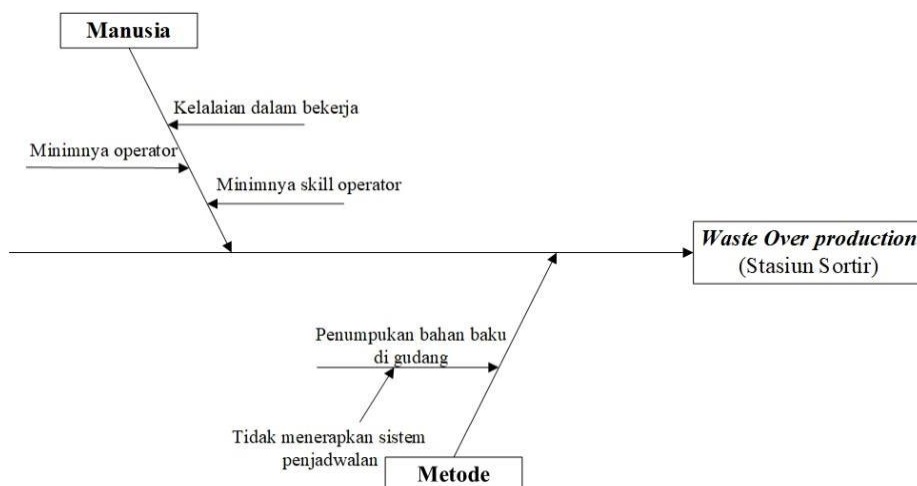 Manusia
Kelalaian dalam bekerja
Minimnya operator
Minimnya skill operator
Waste Over production
(Stasiun Sortir)
Penumpukan bahan baku
di gudang
Tidak menerapkan sistem
penjadwalan
Metode